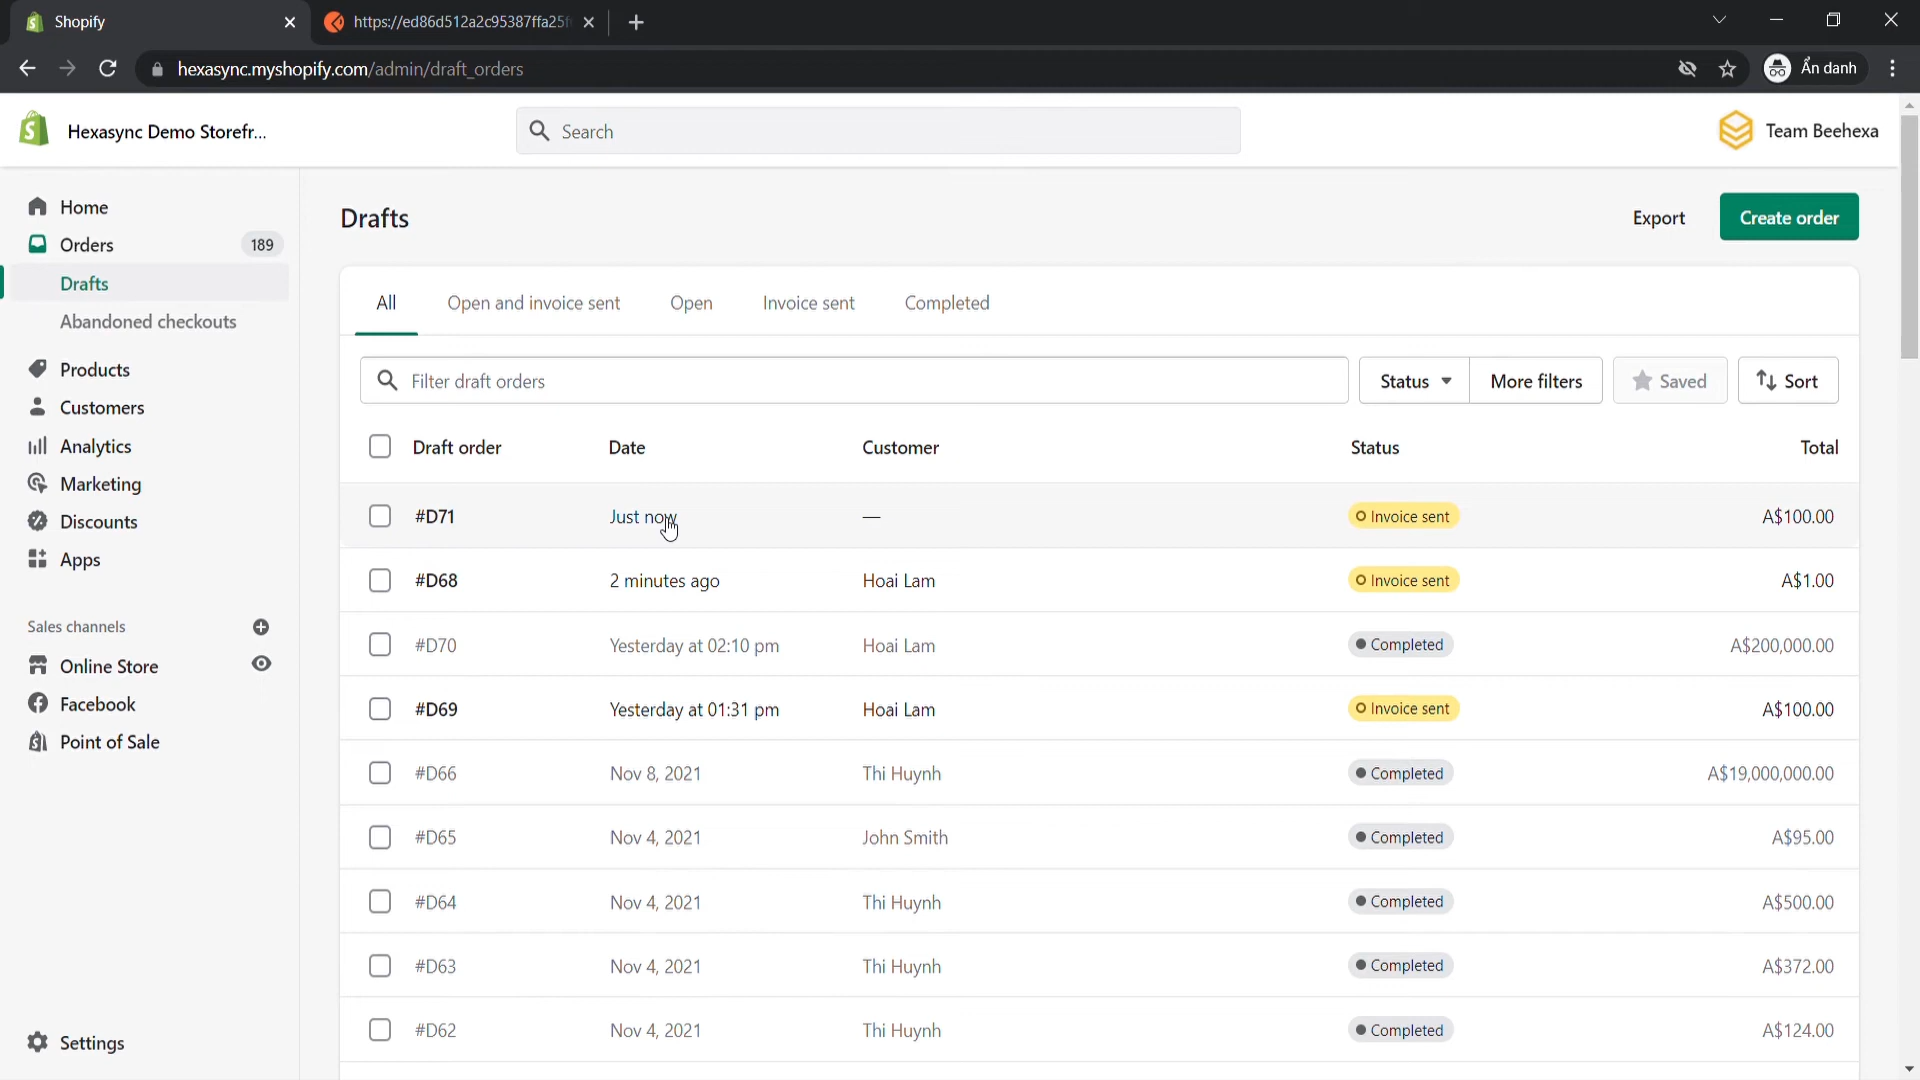 Shopify
https://ed86d512a2c95387ffa25f
hexasync.myshopify.com/admin/draft_orders
Ẩn danh
Hexasync Demo Storefr...
Search
Team Beehexa
Home
Orders 189
Drafts
Abandoned checkouts
Products
Customers
Analytics
Marketing
Discounts
Apps
Sales channels
Online Store
Facebook
Point of Sale
Settings
Drafts
Export
Create order
All Open and invoice sent Open Invoice sent Completed
Filter draft orders Status More filters Saved Sort
Draft order Date Customer Status Total
#D71 Just now — Invoice sent A$100.00
#D68 2 minutes ago Hoai Lam Invoice sent A$1.00
#D70 Yesterday at 02:10 pm Hoai Lam Completed A$200,000.00
#D69 Yesterday at 01:31 pm Hoai Lam Invoice sent A$100.00
#D66 Nov 8, 2021 Thi Huynh Completed A$19,000,000.00
#D65 Nov 4, 2021 John Smith Completed A$95.00
#D64 Nov 4, 2021 Thi Huynh Completed A$500.00
#D63 Nov 4, 2021 Thi Huynh Completed A$372.00
#D62 Nov 4, 2021 Thi Huynh Completed A$124.00